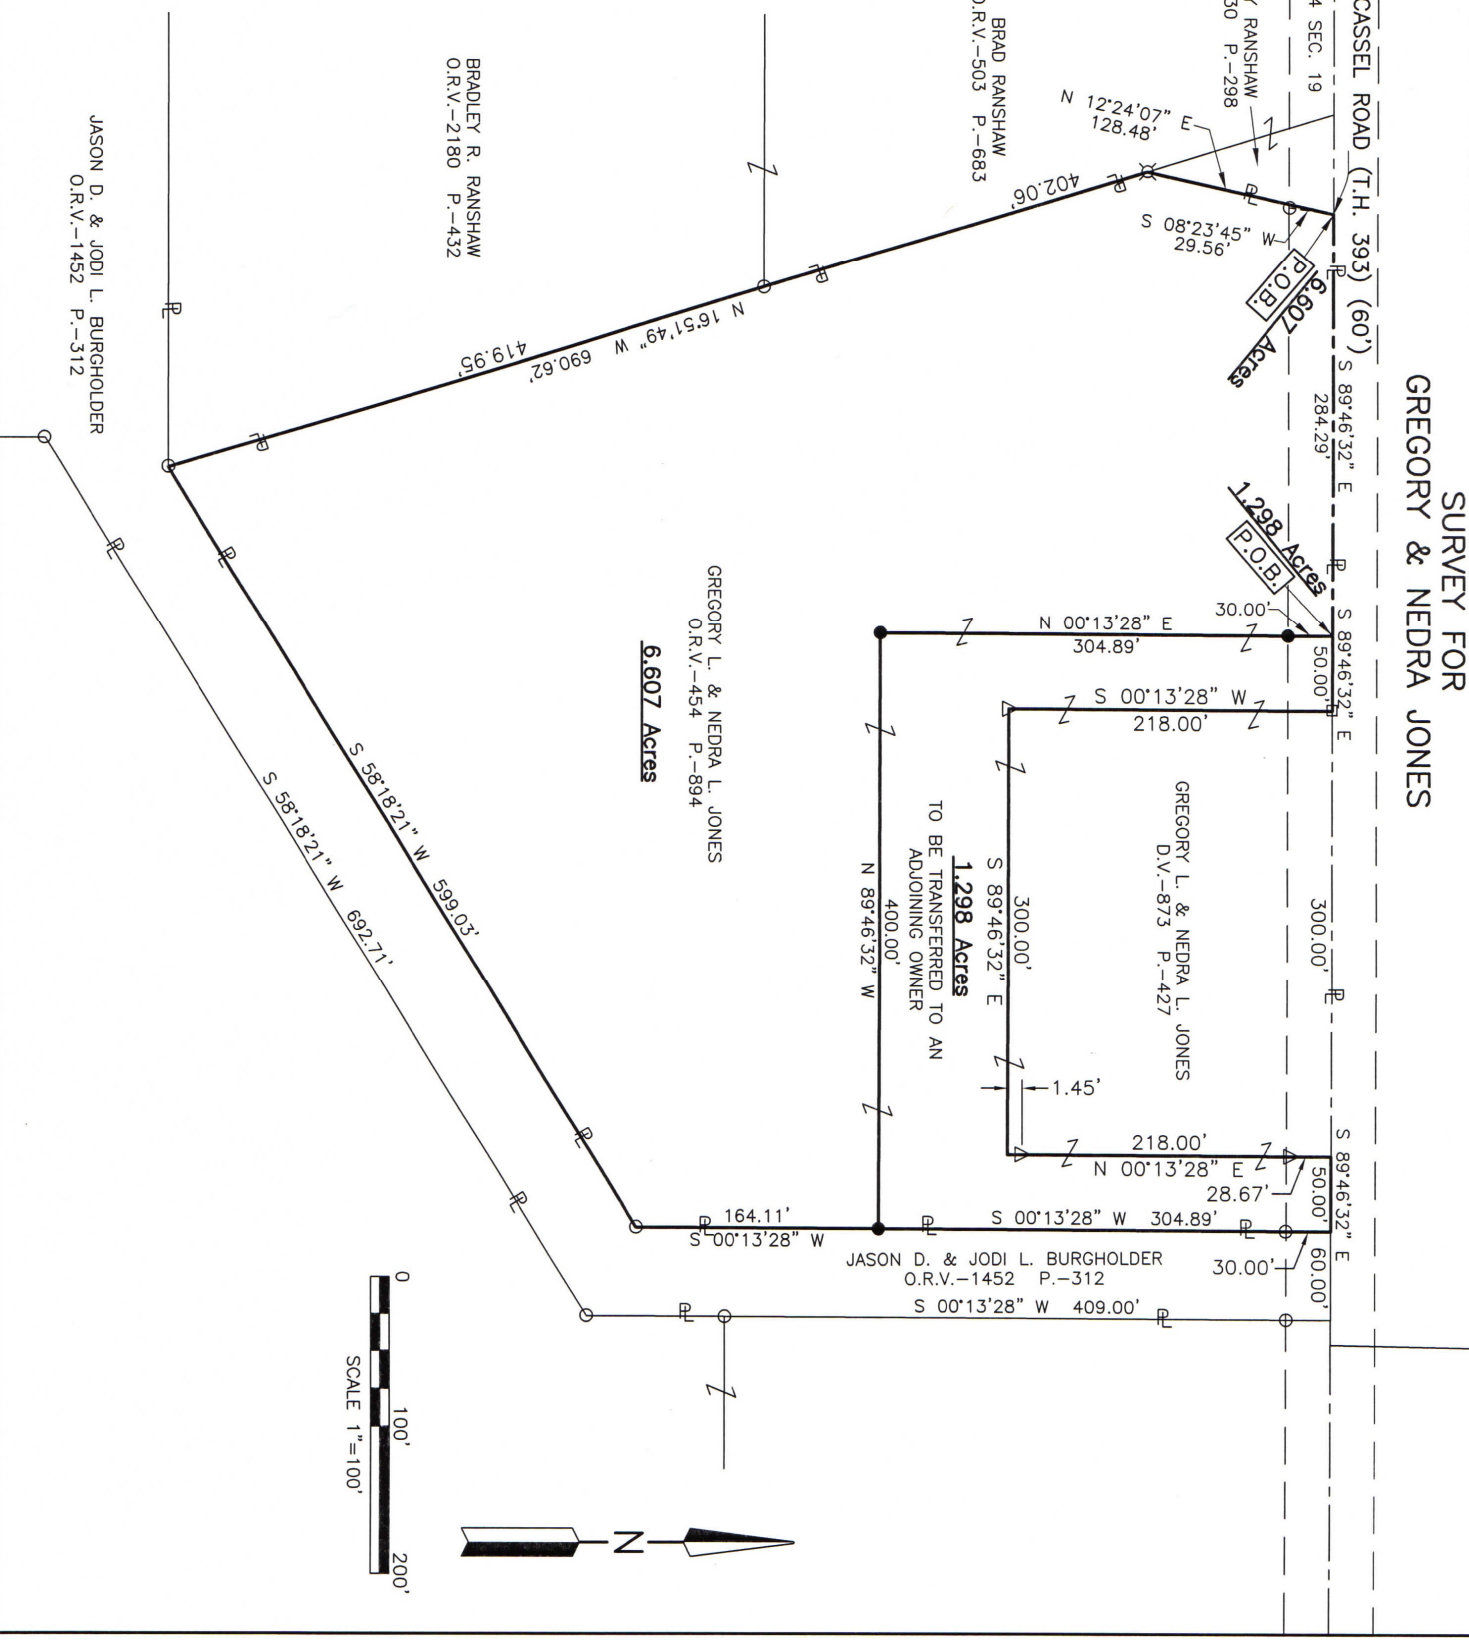 SURVEY FOR
GREGORY & NEDRA JONES
CASSEL ROAD (T.H. 393) (60')
SEC. 19
RANSHAW
P.-298
BRAD RANSHAW
O.R.V.-503 P.-683
BRADLEY R. RANSHAW
O.R.V.-2180 P.-432
JASON D. & JODI L. BURGHOLDER
O.R.V.-1452 P.-312
N 12°24'07" E
128.48'
S 08°23'45" W
29.56'
P.O.B.
6.607 Acres
S 89°46'32" E
284.29'
1.298 Acres
P.O.B.
S 89°46'32" E
50.00'
30.00'
N 00°13'28" E
304.89'
S 00°13'28" W
218.00'
GREGORY L. & NEDRA L. JONES
D.V.-873 P.-427
300.00'
300.00'
S 89°46'32" E
1.298 Acres
TO BE TRANSFERRED TO AN
ADJOINING OWNER
400.00'
N 89°46'32" W
1.45'
218.00'
N 00°13'28" E
28.67'
S 89°46'32" E
50.00'
60.00'
30.00'
S 00°13'28" W 304.89'
164.11'
S 00°13'28" W
JASON D. & JODI L. BURGHOLDER
O.R.V.-1452 P.-312
S 00°13'28" W 409.00'
402.06'
N 16°51'49" W 690.62'
419.95'
GREGORY L. & NEDRA L. JONES
O.R.V.-454 P.-894
6.607 Acres
S 58°18'21" W 599.03'
S 58°18'21" W 692.71'
0 100' 200'
SCALE 1"=100'
N